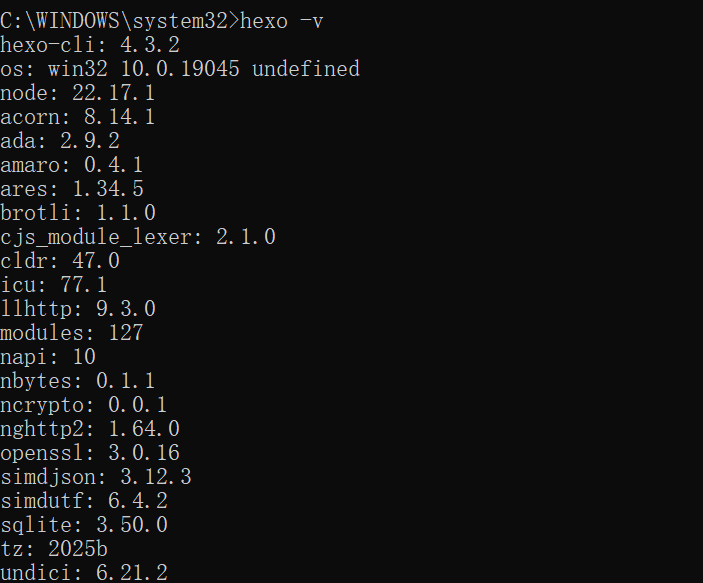 C:\WINDOWS\system32>hexo -v
hexo-cli: 4.3.2
os: win32 10.0.19045 undefined
node: 22.17.1
acorn: 8.14.1
ada: 2.9.2
amaro: 0.4.1
ares: 1.34.5
brotli: 1.1.0
cjs_module_lexer: 2.1.0
cldr: 47.0
icu: 77.1
llhttp: 9.3.0
modules: 127
napi: 10
nbytes: 0.1.1
ncrypto: 0.0.1
nghttp2: 1.64.0
openssl: 3.0.16
simdjson: 3.12.3
simdutf: 6.4.2
sqlite: 3.50.0
tz: 2025b
undici: 6.21.2